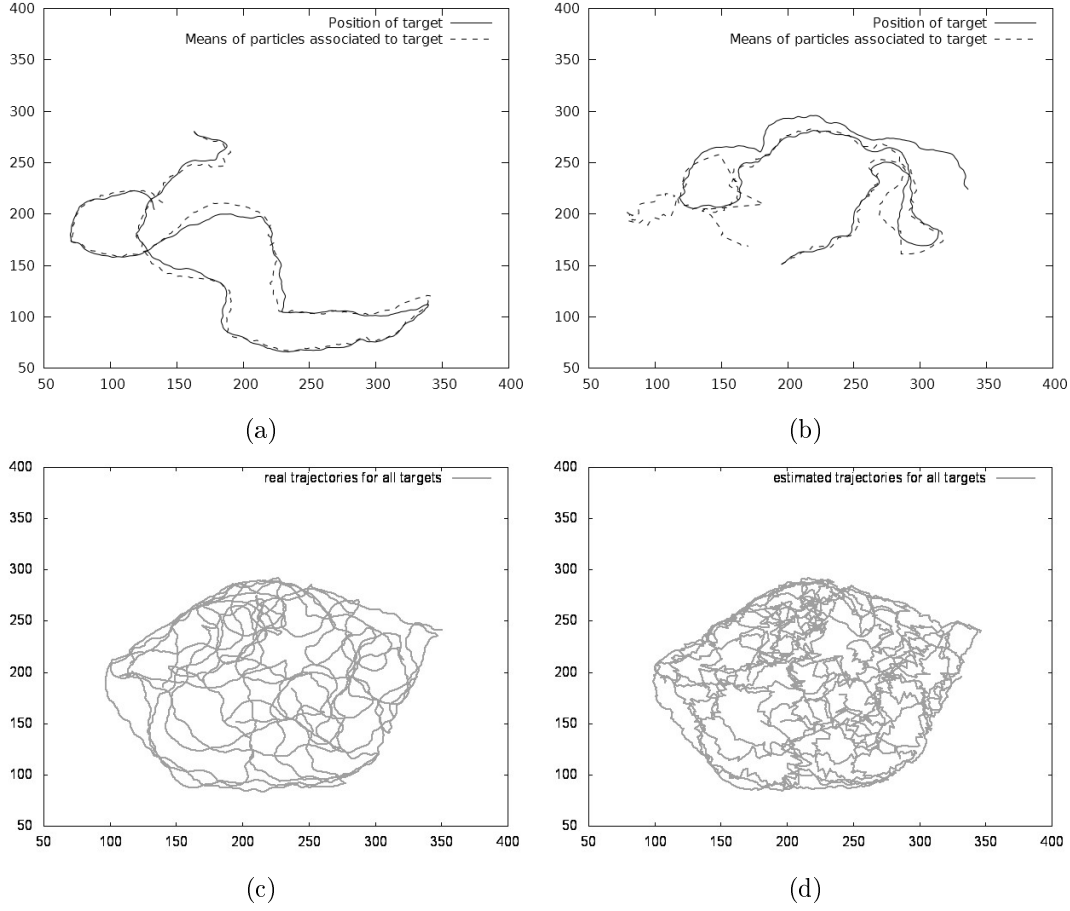 400
350
300
250
200
150
100
50
50 100 150 200 250 300 350 400
Position of target
Means of particles associated to target
(a)
400
350
300
250
200
150
100
50
50 100 150 200 250 300 350 400
Position of target
Means of particles associated to target
(b)
400
350
300
250
200
150
100
50
50 100 150 200 250 300 350 400
real trajectories for all targets
(c)
400
350
300
250
200
150
100
50
50 100 150 200 250 300 350 400
estimated trajectories for all targets
(d)